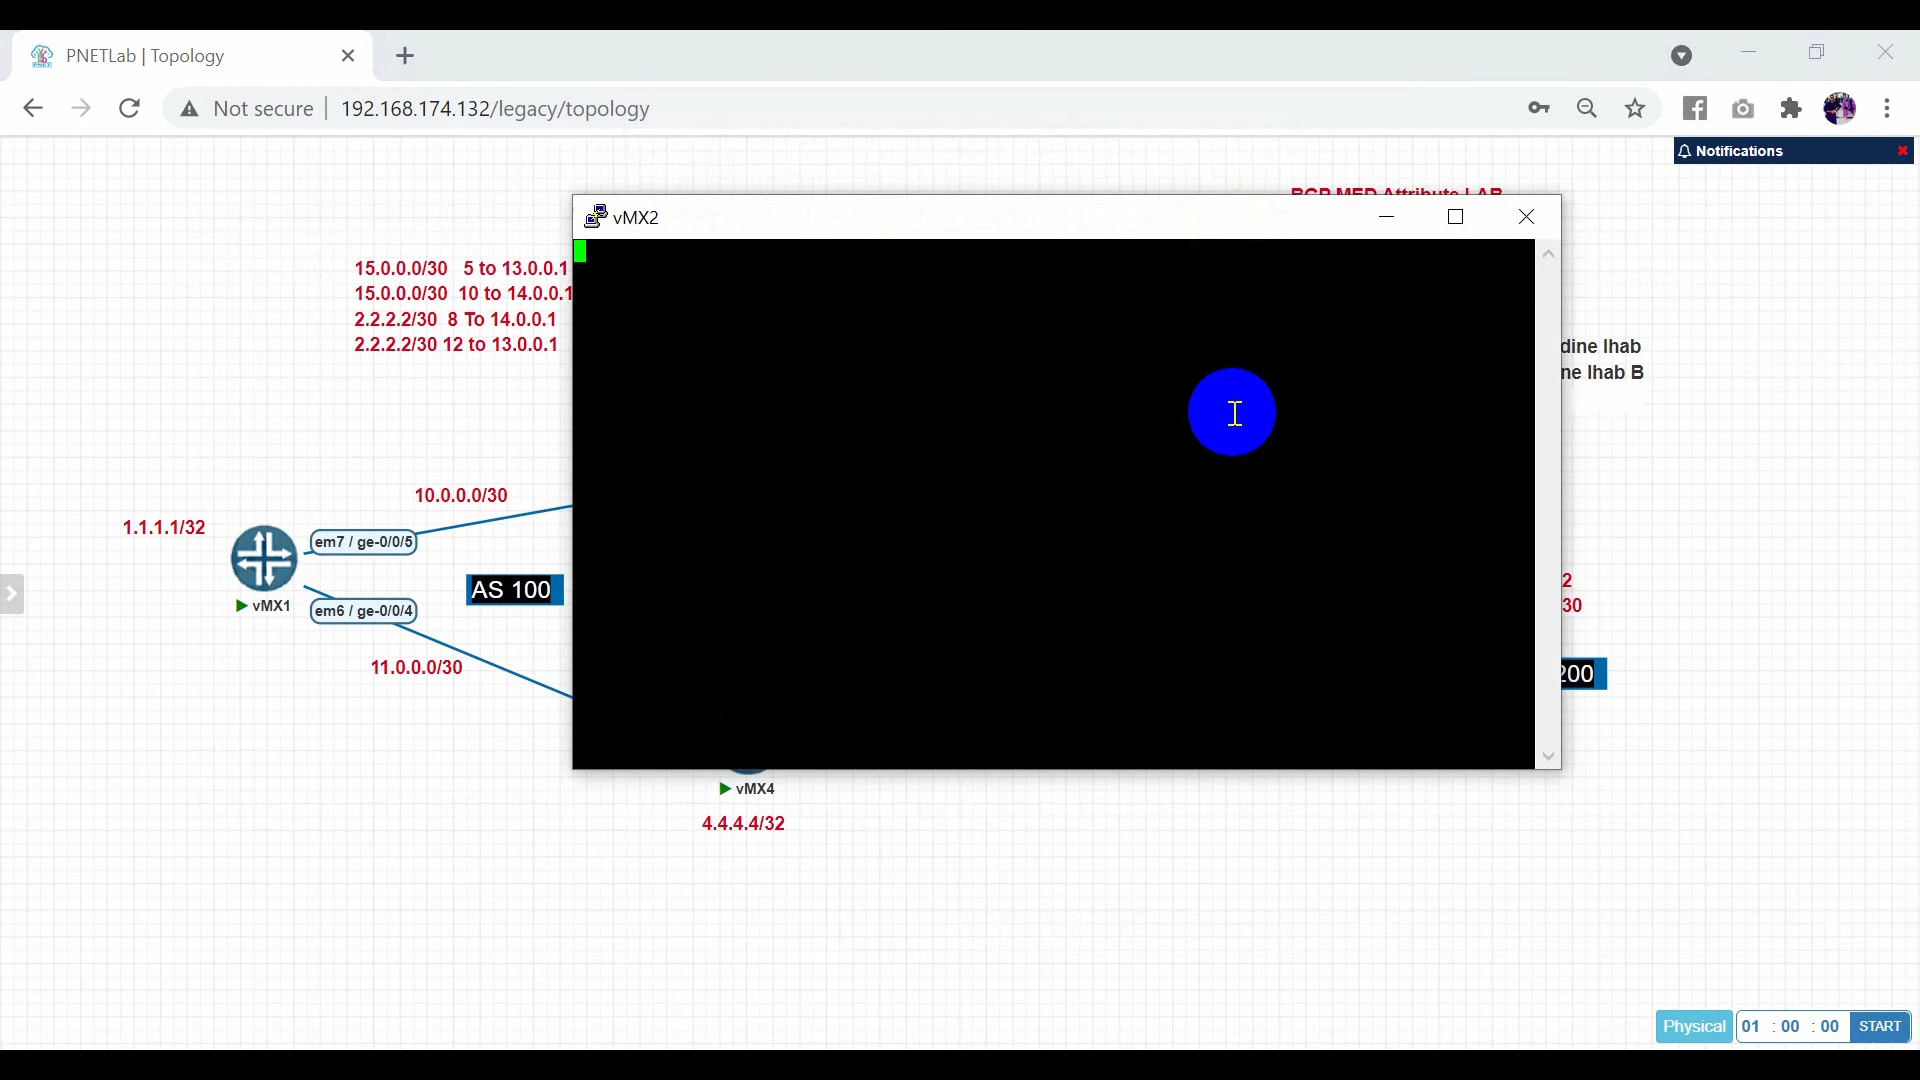 PNETLab | Topology
Not secure
192.168.174.132/legacy/topology
Notifications
BGP MED Attribute LAB
vMX2
15.0.0.0/30 5 to 13.0.0.1
15.0.0.0/30 10 to 14.0.0.1
2.2.2.2/30 8 To 14.0.0.1
2.2.2.2/30 12 to 13.0.0.1
dine Ihab
ne Ihab B
10.0.0.0/30
1.1.1.1/32
em7 / ge-0/0/5
AS 100
vMX1
em6 / ge-0/0/4
2
30
11.0.0.0/30
200
vMX4
4.4.4.4/32
Physical
01 : 00 : 00
START